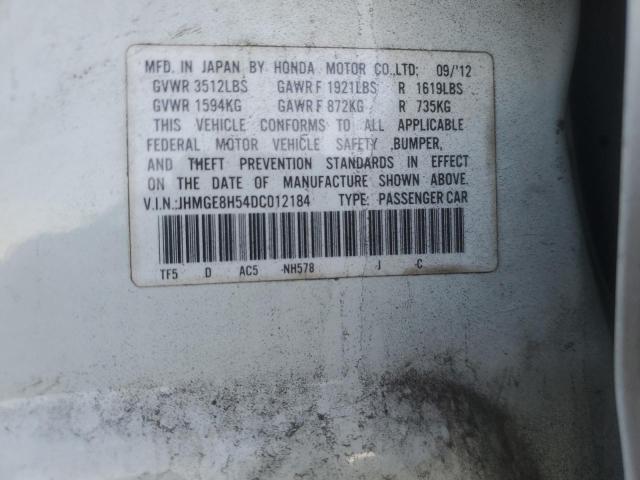 MFD. IN JAPAN BY HONDA MOTOR CO.,LTD: 09/'12
GVWR 3512LBS GAWR F 1921LBS R 1619LBS
GVWR 1594KG GAWR F 872KG R 735KG
THIS VEHICLE CONFORMS TO ALL APPLICABLE
FEDERAL MOTOR VEHICLE SAFETY ,BUMPER,
AND THEFT PREVENTION STANDARDS IN EFFECT
ON THE DATE OF MANUFACTURE SHOWN ABOVE.
V.I.N.:JHMGE8H54DC012184 TYPE: PASSENGER CAR
TF5 D AC5 -NH578 -J -C